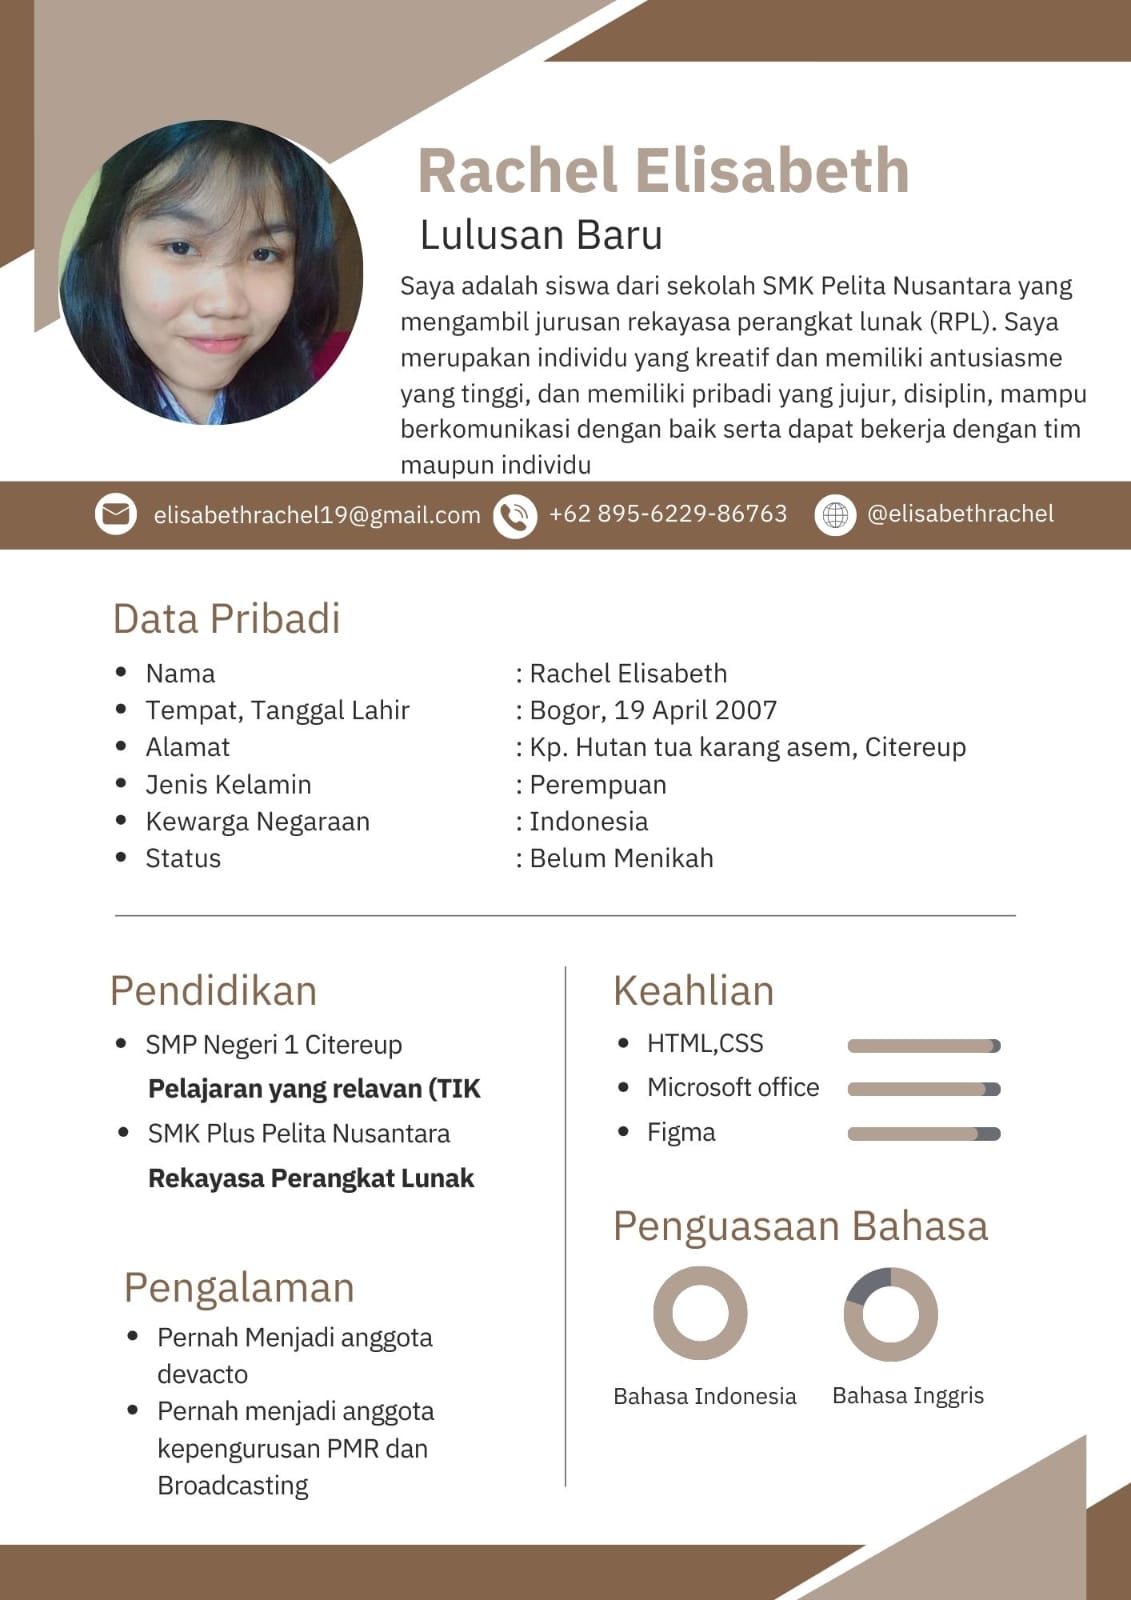 Rachel Elisabeth
Lulusan Baru
Saya adalah siswa dari sekolah SMK Pelita Nusantara yang
mengambil jurusan rekayasa perangkat lunak (RPL). Saya
merupakan individu yang kreatif dan memiliki antusiasme
yang tinggi, dan memiliki pribadi yang jujur, disiplin, mampu
berkomunikasi dengan baik serta dapat bekerja dengan tim
maupun individu
elisabethrachel19@gmail.com +62 895-6229-86763 @elisabethrachel
Data Pribadi
• Nama : Rachel Elisabeth
• Tempat, Tanggal Lahir : Bogor, 19 April 2007
• Alamat : Kp. Hutan tua karang asem, Citereup
• Jenis Kelamin : Perempuan
• Kewarga Negaraan : Indonesia
• Status : Belum Menikah
Pendidikan
• SMP Negeri 1 Citereup
Pelajaran yang relavan (TIK
• SMK Plus Pelita Nusantara
Rekayasa Perangkat Lunak
Pengalaman
• Pernah Menjadi anggota
devacto
• Pernah menjadi anggota
kepengurusan PMR dan
Broadcasting
Keahlian
• HTML,CSS
• Microsoft office
• Figma
Penguasaan Bahasa
Bahasa Indonesia Bahasa Inggris